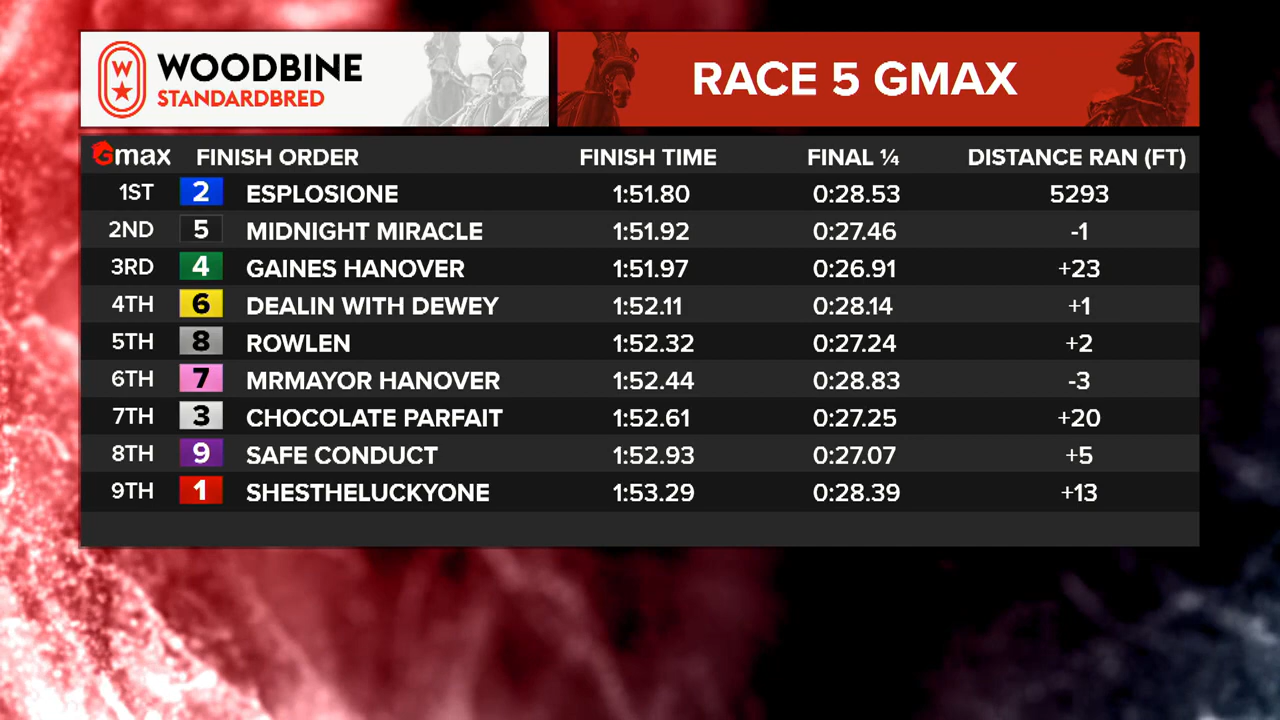 W WOODBINE
STANDARDBRED
RACE 5 GMAX
Gmax FINISH ORDER FINISH TIME FINAL ¼ DISTANCE RAN (FT)
1ST 2 ESPLOSIONE 1:51.80 0:28.53 5293
2ND 5 MIDNIGHT MIRACLE 1:51.92 0:27.46 -1
3RD 4 GAINES HANOVER 1:51.97 0:26.91 +23
4TH 6 DEALIN WITH DEWEY 1:52.11 0:28.14 +1
5TH 8 ROWLEN 1:52.32 0:27.24 +2
6TH 7 MRMAYOR HANOVER 1:52.44 0:28.83 -3
7TH 3 CHOCOLATE PARFAIT 1:52.61 0:27.25 +20
8TH 9 SAFE CONDUCT 1:52.93 0:27.07 +5
9TH 1 SHESTHELUCKYONE 1:53.29 0:28.39 +13